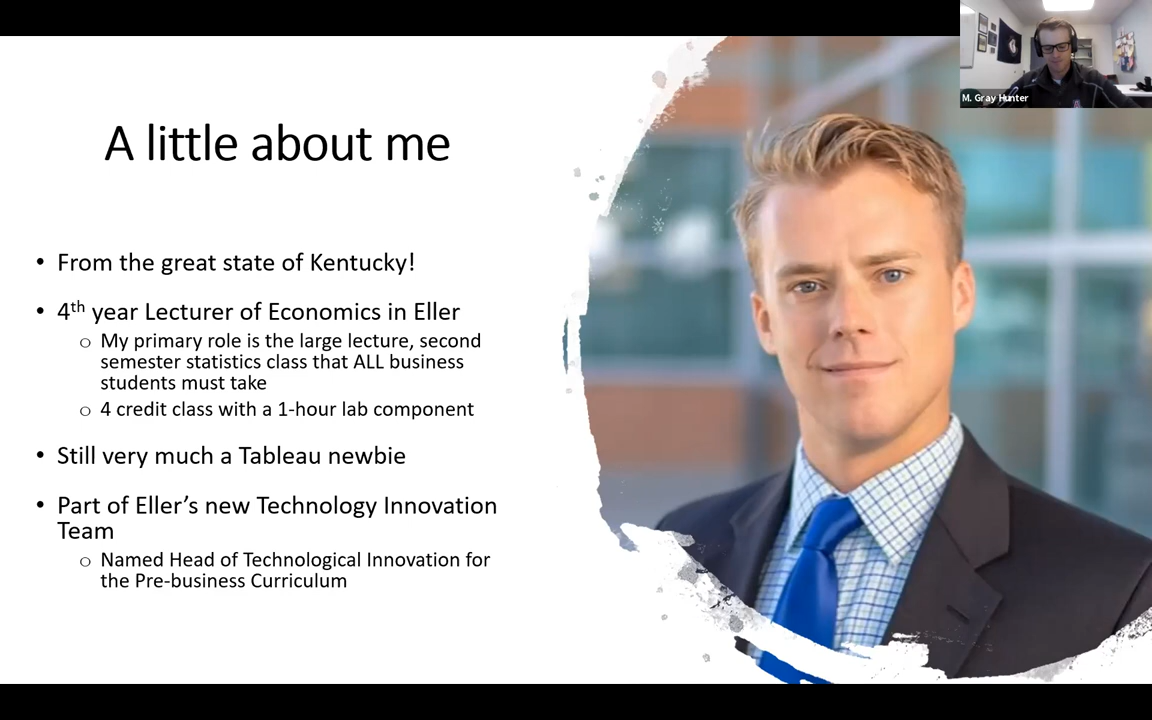 M. Gray Hunter
A little about me
• From the great state of Kentucky!
• 4th year Lecturer of Economics in Eller
o My primary role is the large lecture, second
semester statistics class that ALL business
students must take
o 4 credit class with a 1-hour lab component
• Still very much a Tableau newbie
• Part of Eller’s new Technology Innovation
Team
o Named Head of Technological Innovation for
the Pre-business Curriculum